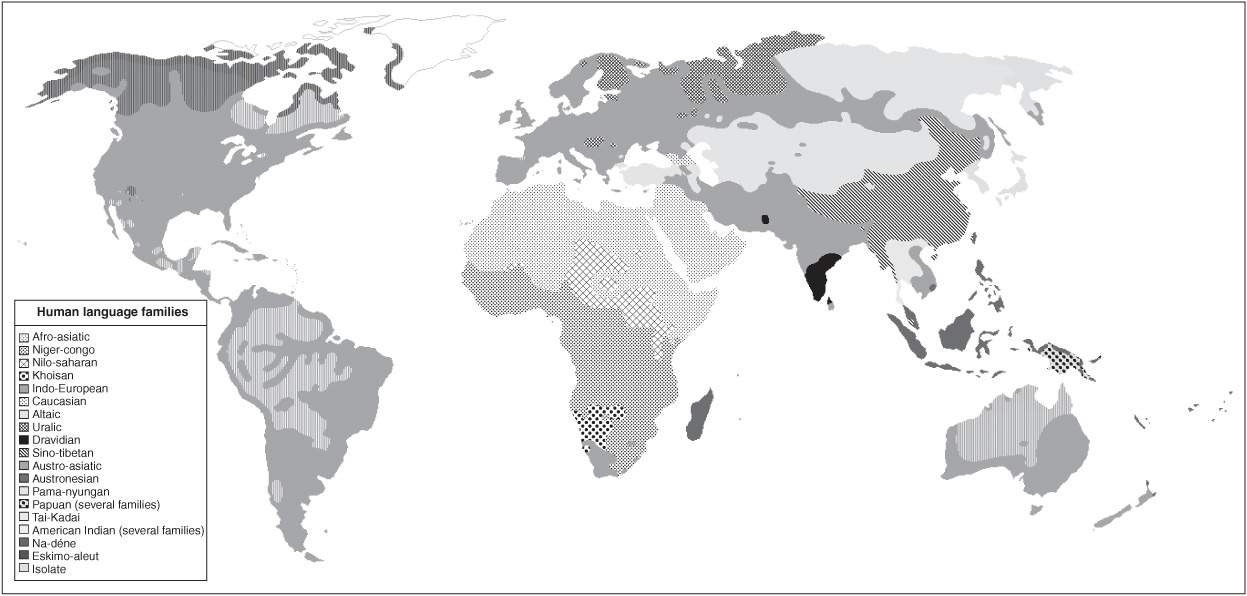 Human language families
Afro-asiatic
Niger-congo
Nilo-saharan
Khoisan
Indo-European
Caucasian
Altaic
Uralic
Dravidian
Sino-tibetan
Austro-asiatic
Austronesian
Pama-nyungan
Papuan (several families)
Tai-Kadai
American Indian (several families)
Na-déne
Eskimo-aleut
Isolate